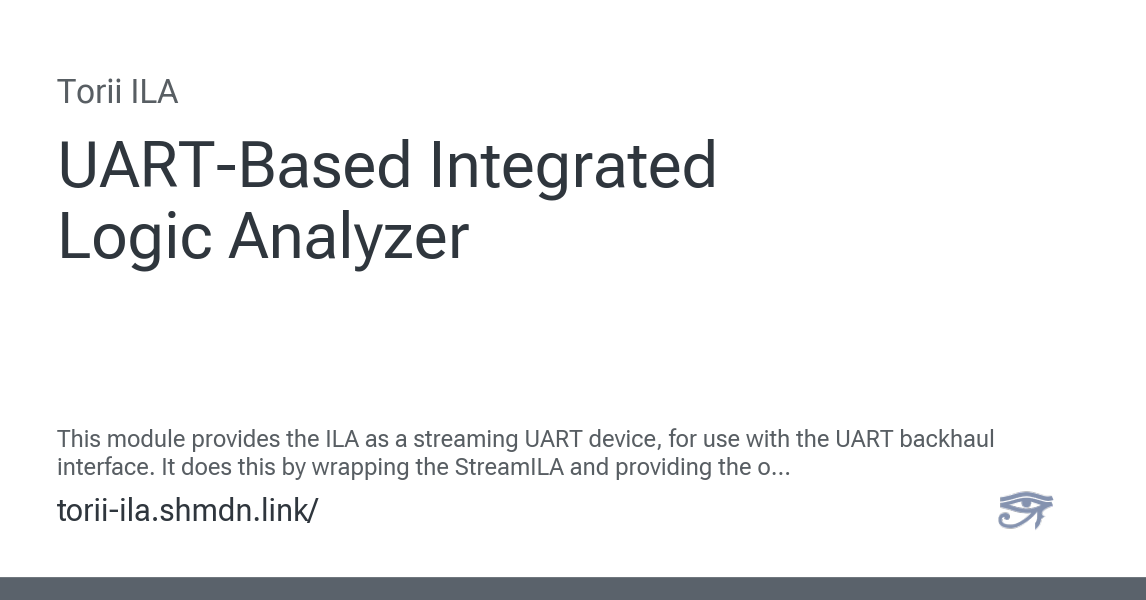 Torii ILA
UART-Based Integrated
Logic Analyzer
This module provides the ILA as a streaming UART device, for use with the UART backhaul
interface. It does this by wrapping the StreamILA and providing the o...
torii-ila.shmdn.link/